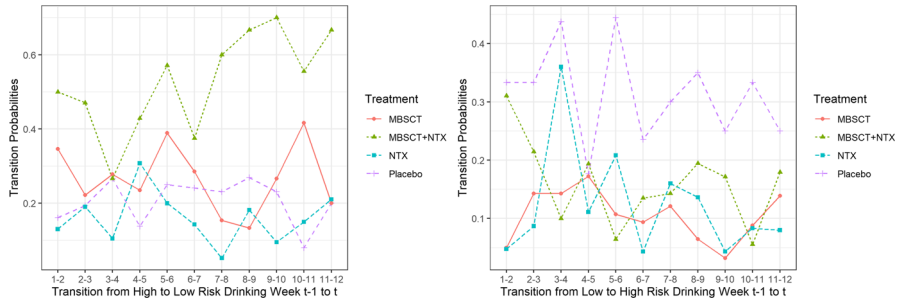 Transition Probabilities
0.6
0.4
0.2
1-2 2-3 3-4 4-5 5-6 6-7 7-8 8-9 9-10 10-11 11-12
Transition from High to Low Risk Drinking Week t-1 to t
Treatment
MBSCT
MBSCT+NTX
NTX
Placebo
Transition Probabilities
0.4
0.3
0.2
0.1
1-2 2-3 3-4 4-5 5-6 6-7 7-8 8-9 9-10 10-11 11-12
Transition from Low to High Risk Drinking Week t-1 to t
Treatment
MBSCT
MBSCT+NTX
NTX
Placebo